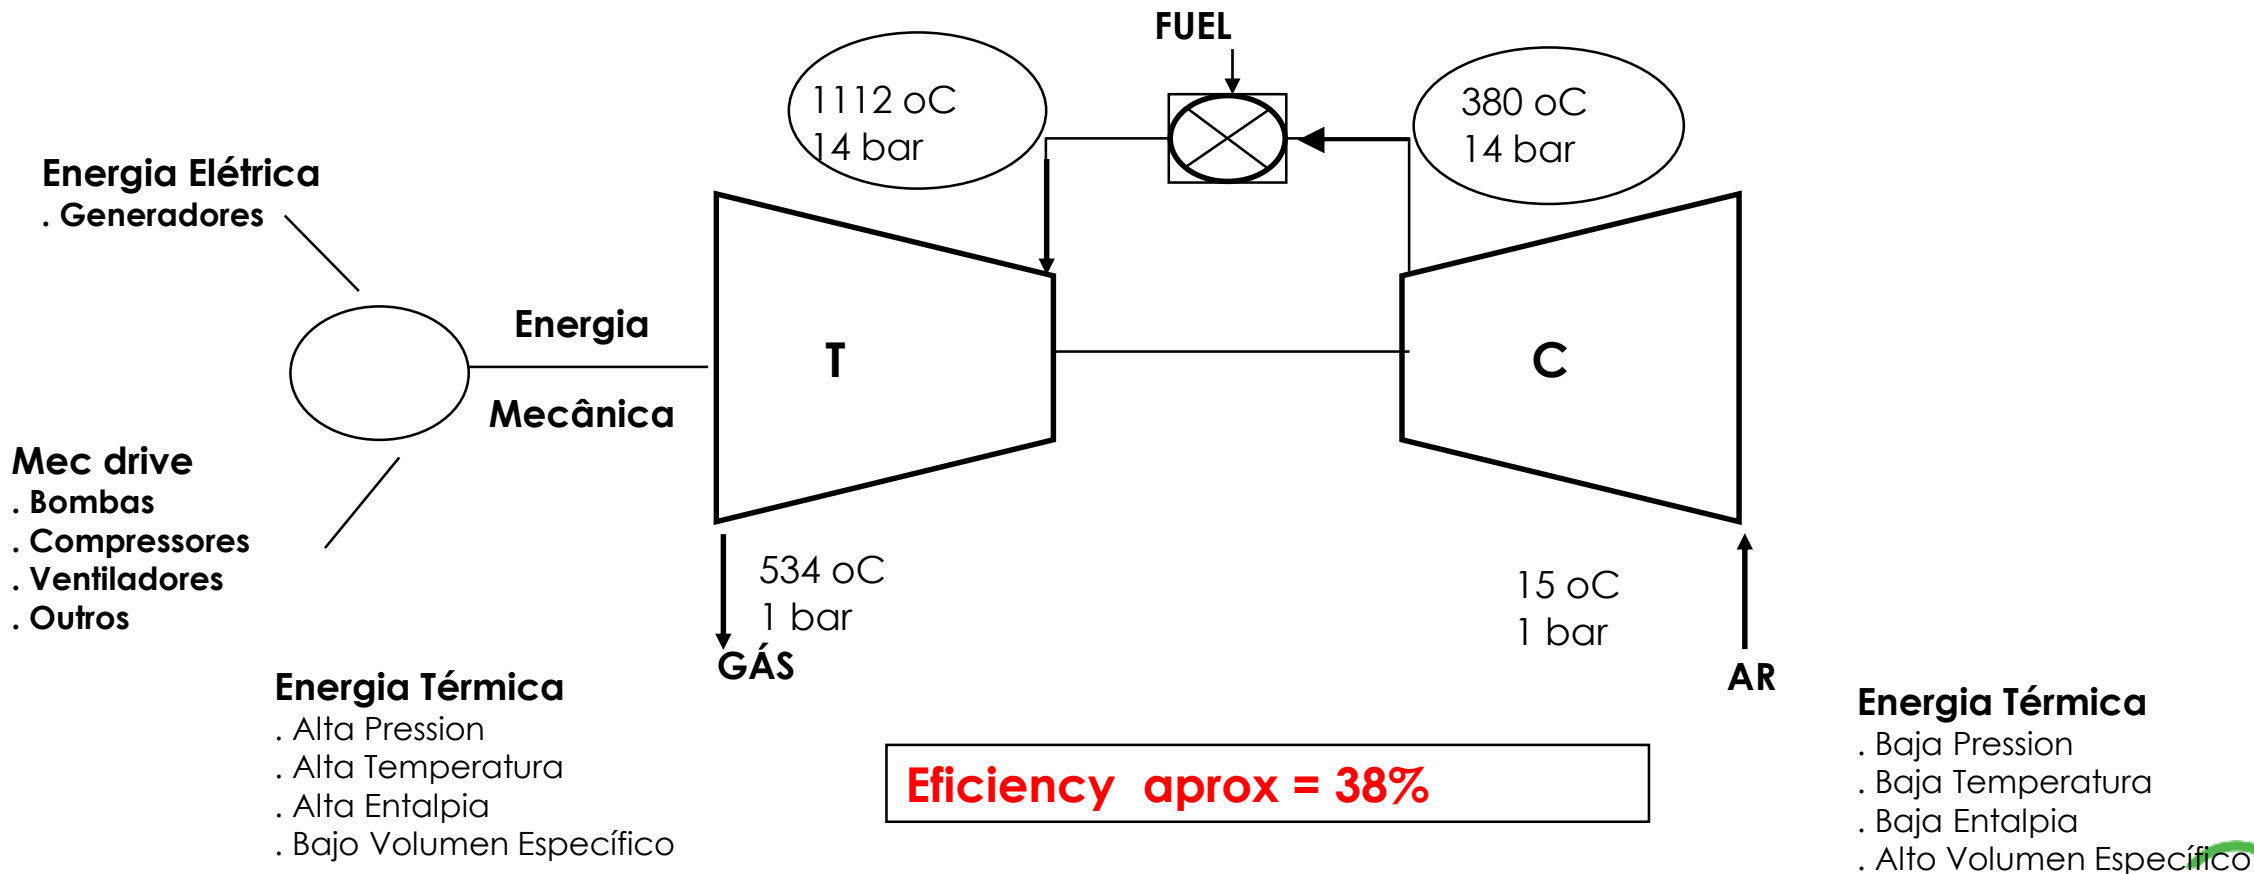 FUEL
1112 oC
14 bar
380 oC
14 bar
Energia Elétrica
. Generadores
Energia
Mecânica
T
C
Mec drive
. Bombas
. Compressores
. Ventiladores
. Outros
534 oC
1 bar
GÁS
15 oC
1 bar
AR
Energia Térmica
. Alta Pression
. Alta Temperatura
. Alta Entalpia
. Bajo Volumen Específico
Eficiency aprox = 38%
Energia Térmica
. Baja Pression
. Baja Temperatura
. Baja Entalpia
. Alto Volumen Específico